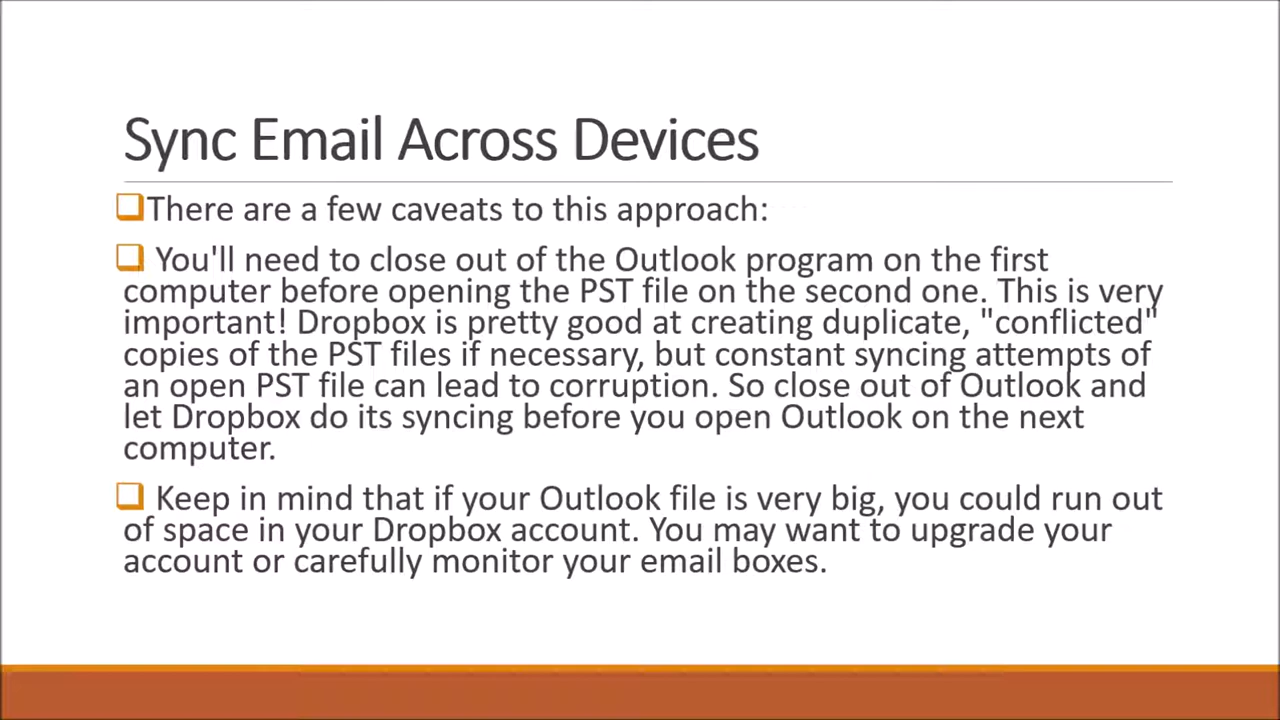 Sync Email Across Devices
There are a few caveats to this approach:
You'll need to close out of the Outlook program on the first
computer before opening the PST file on the second one. This is very
important! Dropbox is pretty good at creating duplicate, "conflicted"
copies of the PST files if necessary, but constant syncing attempts of
an open PST file can lead to corruption. So close out of Outlook and
let Dropbox do its syncing before you open Outlook on the next
computer.
Keep in mind that if your Outlook file is very big, you could run out
of space in your Dropbox account. You may want to upgrade your
account or carefully monitor your email boxes.